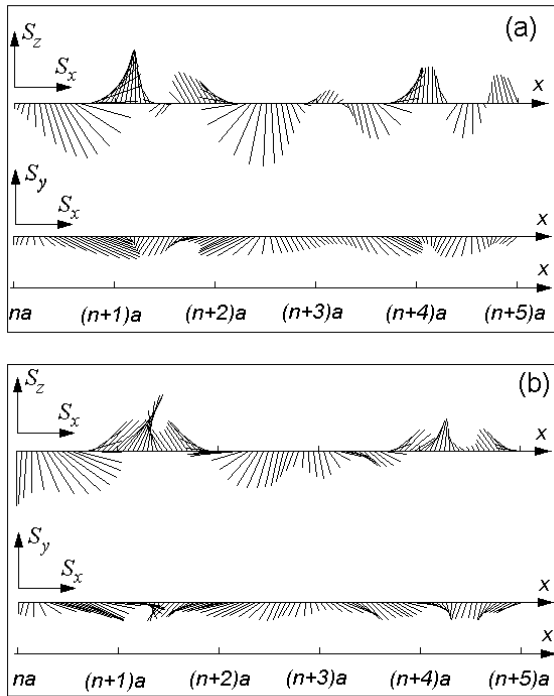 (a)
S_z
S_x
x
S_y
S_x
x
x
na (n+1)a (n+2)a (n+3)a (n+4)a (n+5)a
(b)
S_z
S_x
x
S_y
S_x
x
x
na (n+1)a (n+2)a (n+3)a (n+4)a (n+5)a